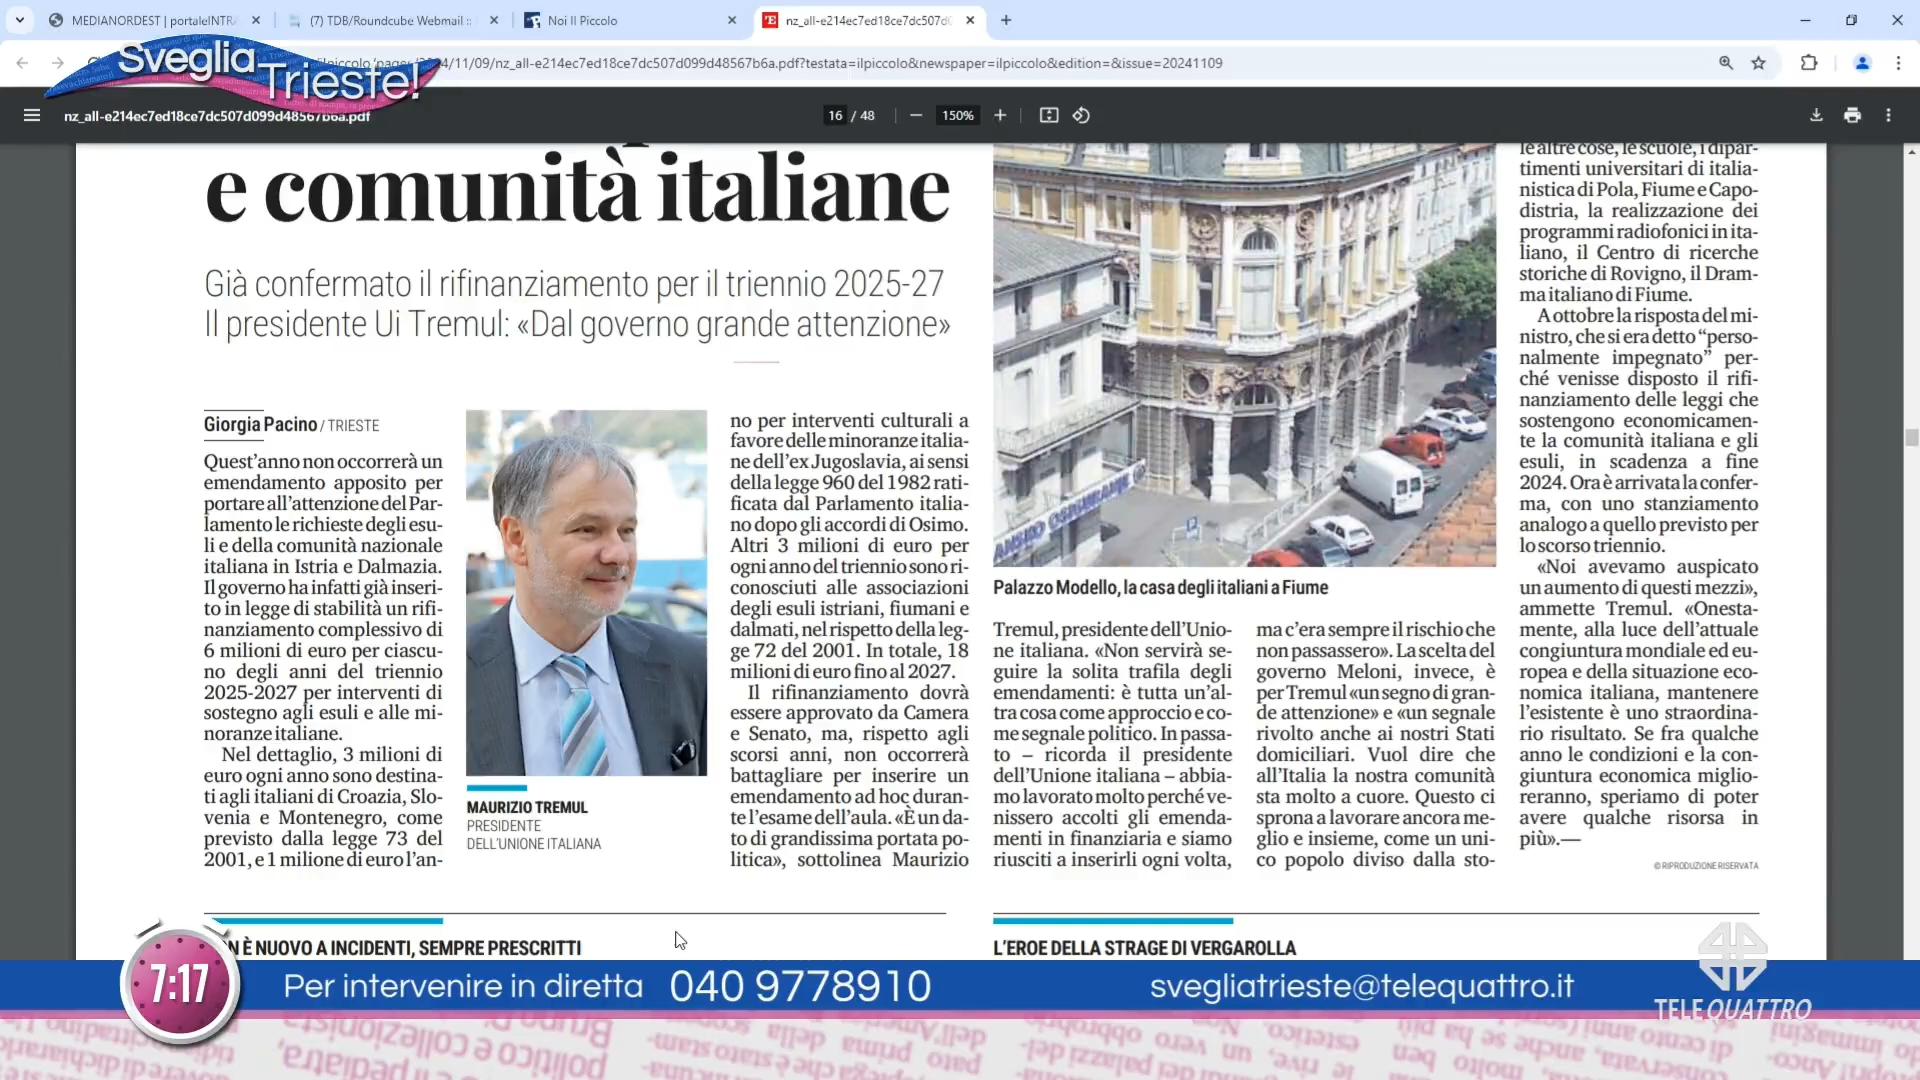 MEDIANORDEST | portaleINTRA
(7) TDB/Roundcube Webmail ::
Noi Il Piccolo
nz_all-e214ec7ed18ce7dc507d0
/11/09/nz_all-e214ec7ed18ce7dc507d099d48567b6a.pdf?testata=ilpiccolo&newspaper=ilpiccolo&edition=&issue=20241109
Sveglia
Trieste!
nz_all-e214ec7ed18ce7dc507d099d48567b6a.pdf
16 / 48
150%
e comunità italiane
Già confermato il rifinanziamento per il triennio 2025-27
Il presidente Ui Tremul: «Dal governo grande attenzione»
Giorgia Pacino / TRIESTE
Quest'anno non occorrerà un
emendamento apposito per
portare all'attenzione del Par-
lamento le richieste degli esu-
li e della comunità nazionale
italiana in Istria e Dalmazia.
Il governo ha infatti già inseri-
to in legge di stabilità un rifi-
nanziamento complessivo di
6 milioni di euro per ciascu-
no degli anni del triennio
2025-2027 per interventi di
sostegno agli esuli e alle mi-
noranze italiane.
Nel dettaglio, 3 milioni di
euro ogni anno sono destina-
ti agli italiani di Croazia, Slo-
venia e Montenegro, come
previsto dalla legge 73 del
2001, e 1 milione di euro l'an-
MAURIZIO TREMUL
PRESIDENTE
DELL'UNIONE ITALIANA
no per interventi culturali a
favore delle minoranze italia-
ne dell'ex Jugoslavia, ai sensi
della legge 960 del 1982 rati-
ficata dal Parlamento italia-
no dopo gli accordi di Osimo.
Altri 3 milioni di euro per
ogni anno del triennio sono ri-
conosciuti alle associazioni
degli esuli istriani, fiumani e
dalmati, nel rispetto della leg-
ge 72 del 2001. In totale, 18
milioni di euro fino al 2027.
Il rifinanziamento dovrà
essere approvato da Camera
e Senato, ma, rispetto agli
scorsi anni, non occorrerà
battagliare per inserire un
emendamento ad hoc duran-
te l'esame dell'aula. «È un da-
to di grandissima portata po-
litica», sottolinea Maurizio
Palazzo Modello, la casa degli italiani a Fiume
Tremul, presidente dell'Unio-
ne italiana. «Non servirà se-
guire la solita trafila degli
emendamenti: è tutta un'al-
tra cosa come approccio e co-
me segnale politico. In passa-
to – ricorda il presidente
dell'Unione italiana – abbia-
mo lavorato molto perché ve-
nissero accolti gli emenda-
menti in finanziaria e siamo
riusciti a inserirli ogni volta,
ma c'era sempre il rischio che
non passassero». La scelta del
governo Meloni, invece, è
per Tremul «un segno di gran-
de attenzione» e «un segnale
rivolto anche ai nostri Stati
domiciliari. Vuol dire che
all'Italia la nostra comunità
sta molto a cuore. Questo ci
sprona a lavorare ancora me-
glio e insieme, come un uni-
co popolo diviso dalla sto-
le altre cose, le scuole, i dipar-
timenti universitari di italia-
nistica di Pola, Fiume e Capo-
distria, la realizzazione dei
programmi radiofonici in ita-
liano, il Centro di ricerche
storiche di Rovigno, il Dram-
ma italiano di Fiume.
A ottobre la risposta del mi-
nistro, che si era detto “perso-
nalmente impegnato” per-
ché venisse disposto il rifi-
nanziamento delle leggi che
sostengono economicamen-
te la comunità italiana e gli
esuli, in scadenza a fine
2024. Ora è arrivata la confer-
ma, con uno stanziamento
analogo a quello previsto per
lo scorso triennio.
«Noi avevamo auspicato
un aumento di questi mezzi»,
ammette Tremul. «Onesta-
mente, alla luce dell'attuale
congiuntura mondiale ed eu-
ropea e della situazione eco-
nomica italiana, mantenere
l'esistente è uno straordina-
rio risultato. Se fra qualche
anno le condizioni e la con-
giuntura economica miglio-
reranno, speriamo di poter
avere qualche risorsa in
più».—
© RIPRODUZIONE RISERVATA
È NUOVO A INCIDENTI, SEMPRE PRESCRITTI
L'EROE DELLA STRAGE DI VERGAROLLA
7:17
Per intervenire in diretta 040 9778910
svegliatrieste@telequattro.it
TELEQUATTRO